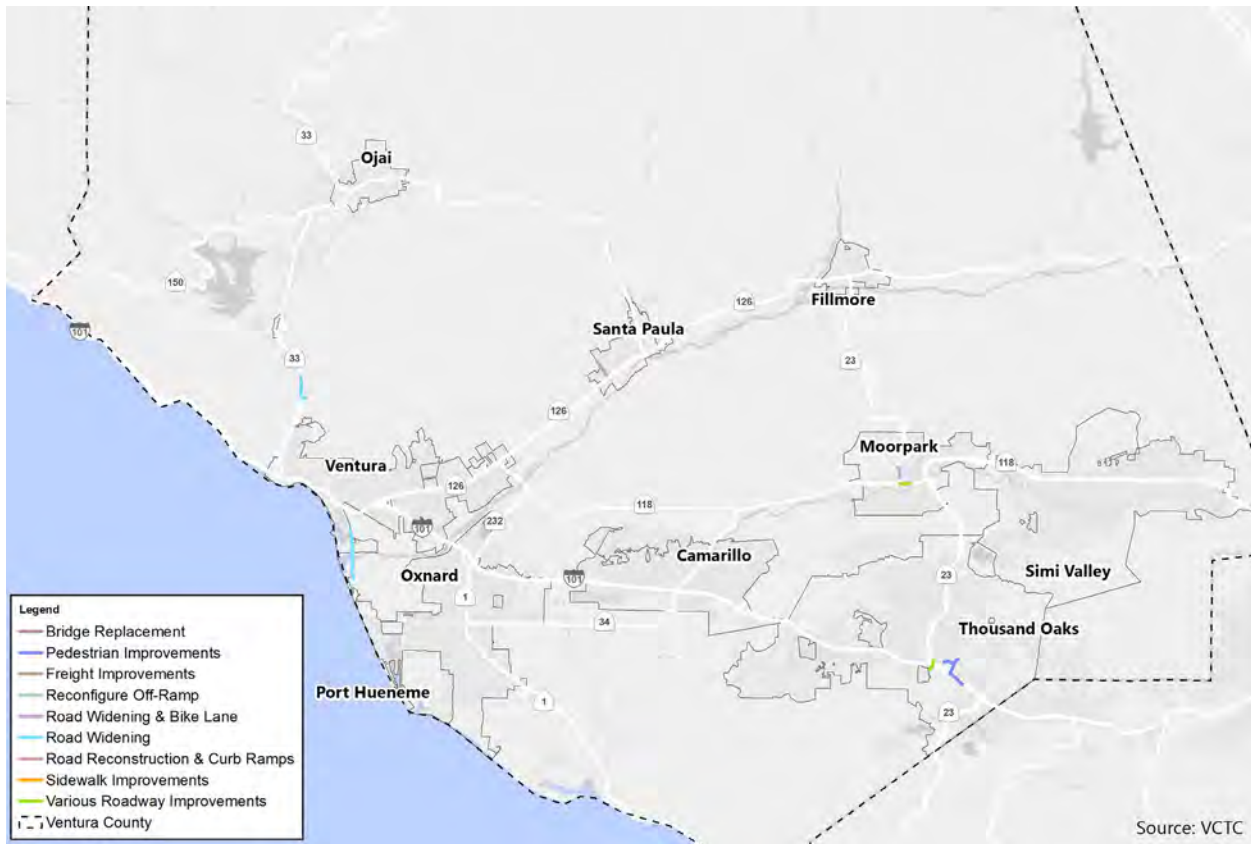 33
Ojai
150
101
126
Fillmore
Santa Paula
33
23
126
Moorpark
Ventura
118
126
118
232
101
Camarillo
Oxnard
101
23
Simi Valley
1
34
Thousand Oaks
Port Hueneme
1
23
Legend
Bridge Replacement
Pedestrian Improvements
Freight Improvements
Reconfigure Off-Ramp
Road Widening & Bike Lane
Road Widening
Road Reconstruction & Curb Ramps
Sidewalk Improvements
Various Roadway Improvements
Ventura County
Source: VCTC